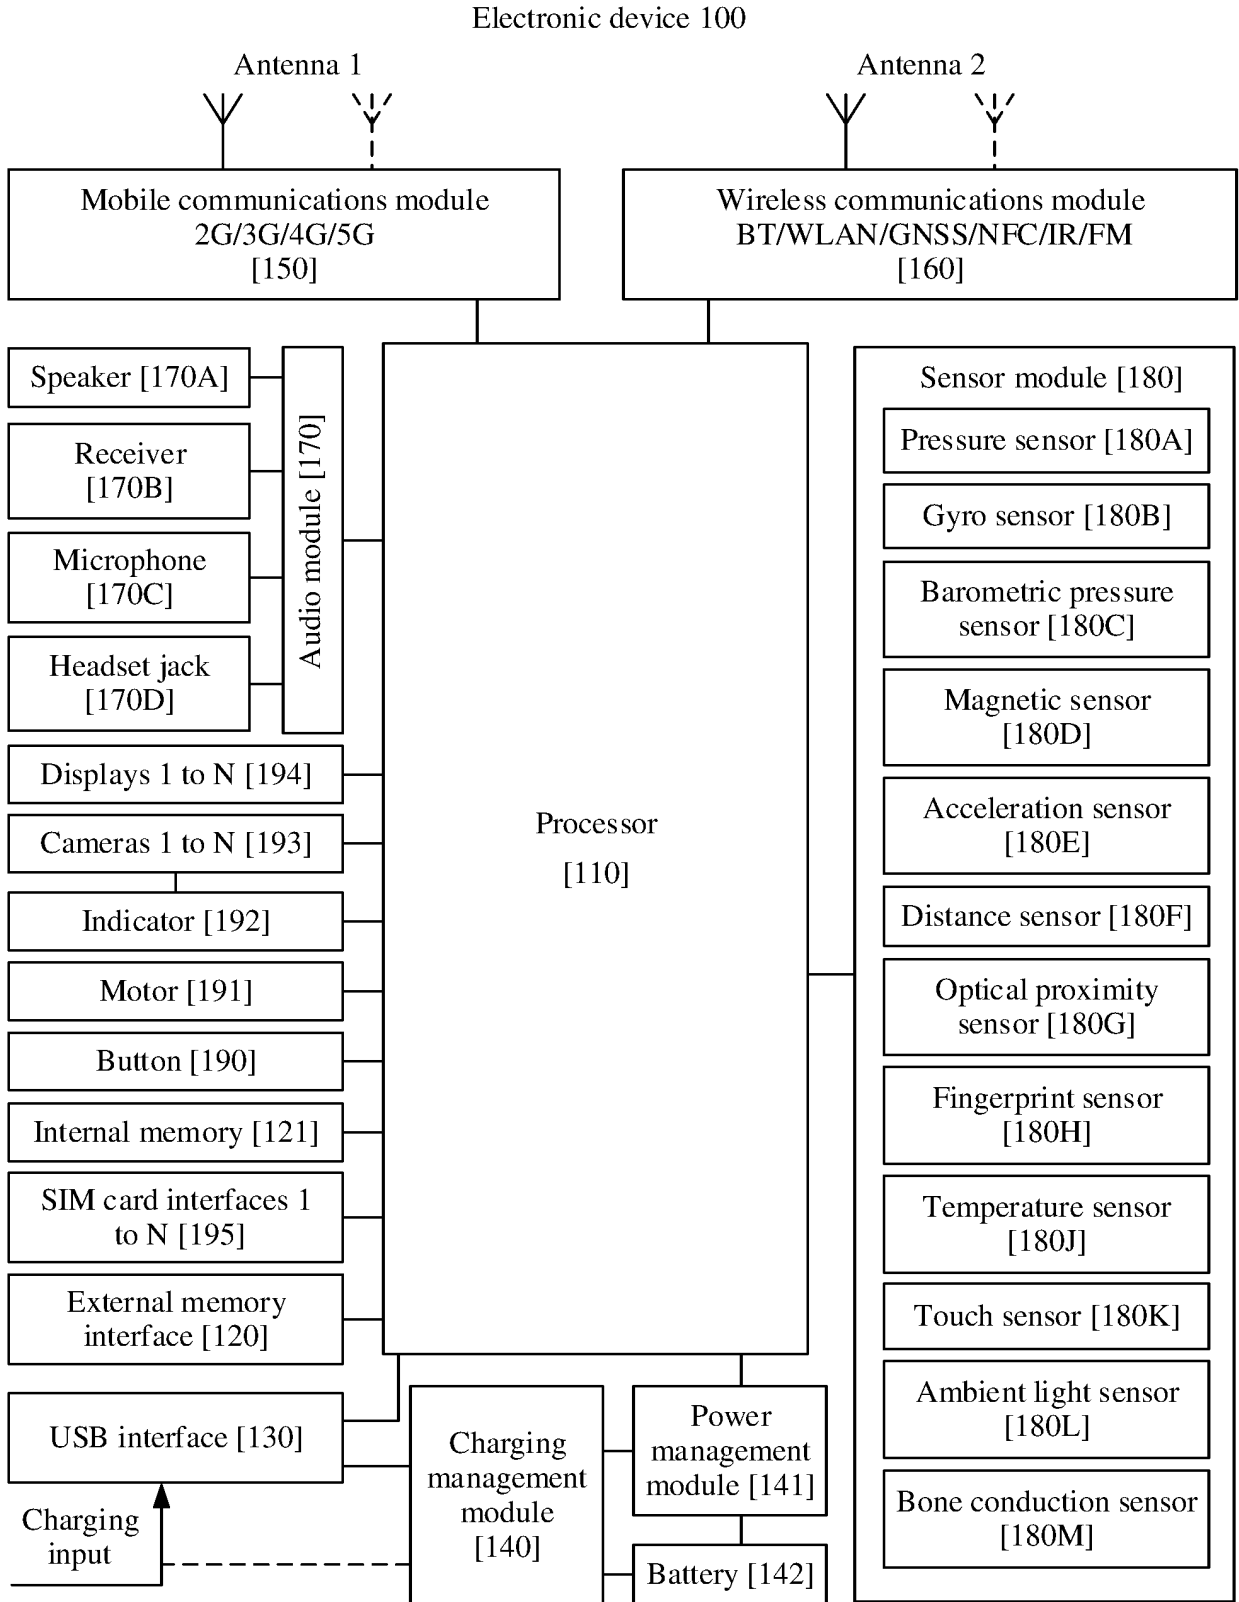 Electronic device 100
Antenna 1
Antenna 2
Mobile communications module
2G/3G/4G/5G
[150]
Wireless communications module
BT/WLAN/GNSS/NFC/IR/FM
[160]
Speaker [170A]
Receiver
[170B]
Microphone
[170C]
Headset jack
[170D]
Audio module [170]
Displays 1 to N [194]
Cameras 1 to N [193]
Indicator [192]
Motor [191]
Button [190]
Internal memory [121]
SIM card interfaces 1
to N [195]
External memory
interface [120]
USB interface [130]
Charging
input
Processor
[110]
Charging
management
module
[140]
Power
management
module [141]
Battery [142]
Sensor module [180]
Pressure sensor [180A]
Gyro sensor [180B]
Barometric pressure
sensor [180C]
Magnetic sensor
[180D]
Acceleration sensor
[180E]
Distance sensor [180F]
Optical proximity
sensor [180G]
Fingerprint sensor
[180H]
Temperature sensor
[180J]
Touch sensor [180K]
Ambient light sensor
[180L]
Bone conduction sensor
[180M]